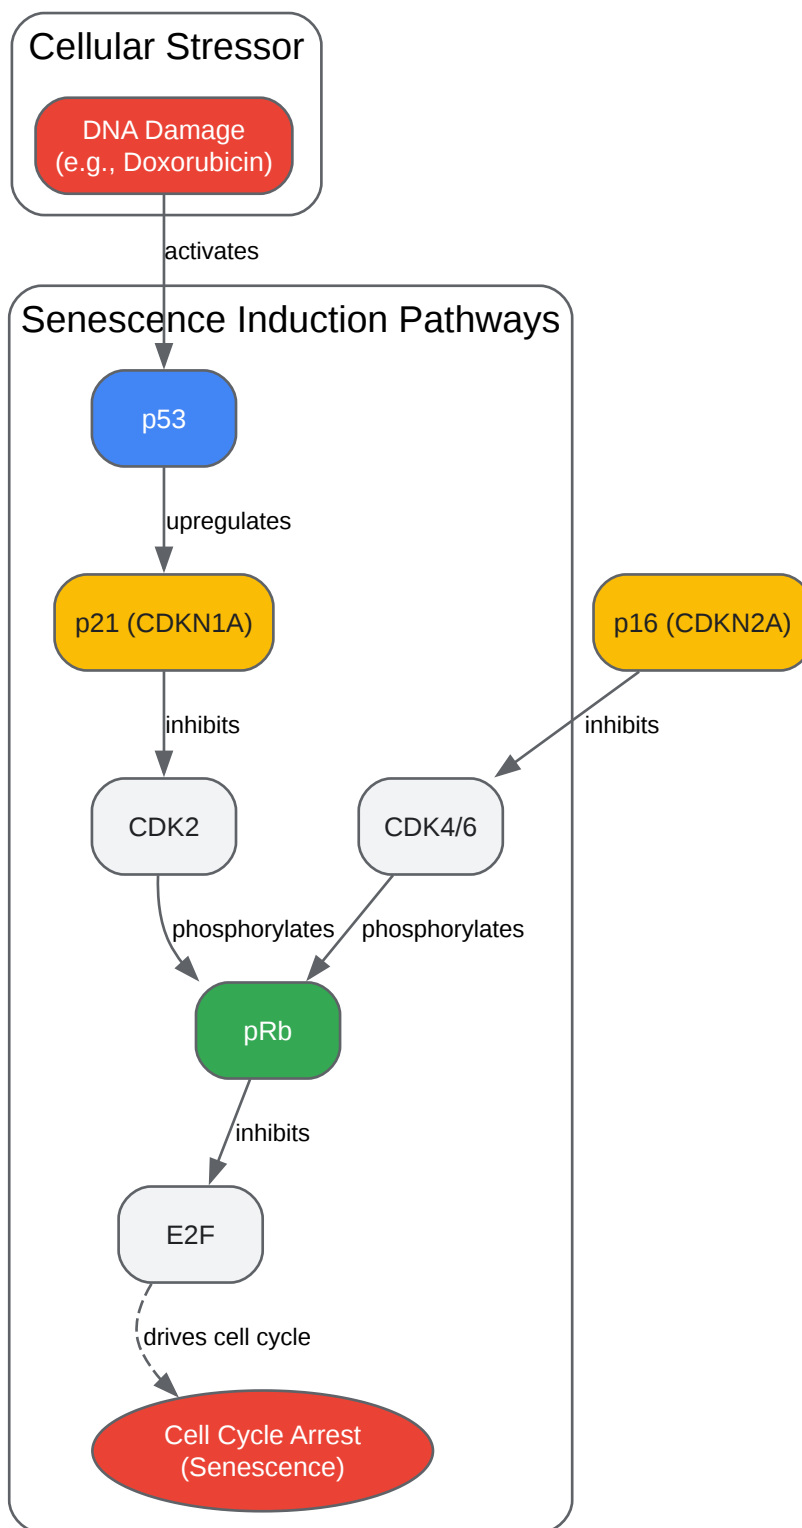 Cellular Stressor
DNA Damage
(e.g., Doxorubicin)
activates
Senescence Induction Pathways
p53
upregulates
p21 (CDKN1A)
p16 (CDKN2A)
inhibits
inhibits
CDK2
CDK4/6
phosphorylates
phosphorylates
pRb
inhibits
E2F
drives cell cycle
Cell Cycle Arrest
(Senescence)